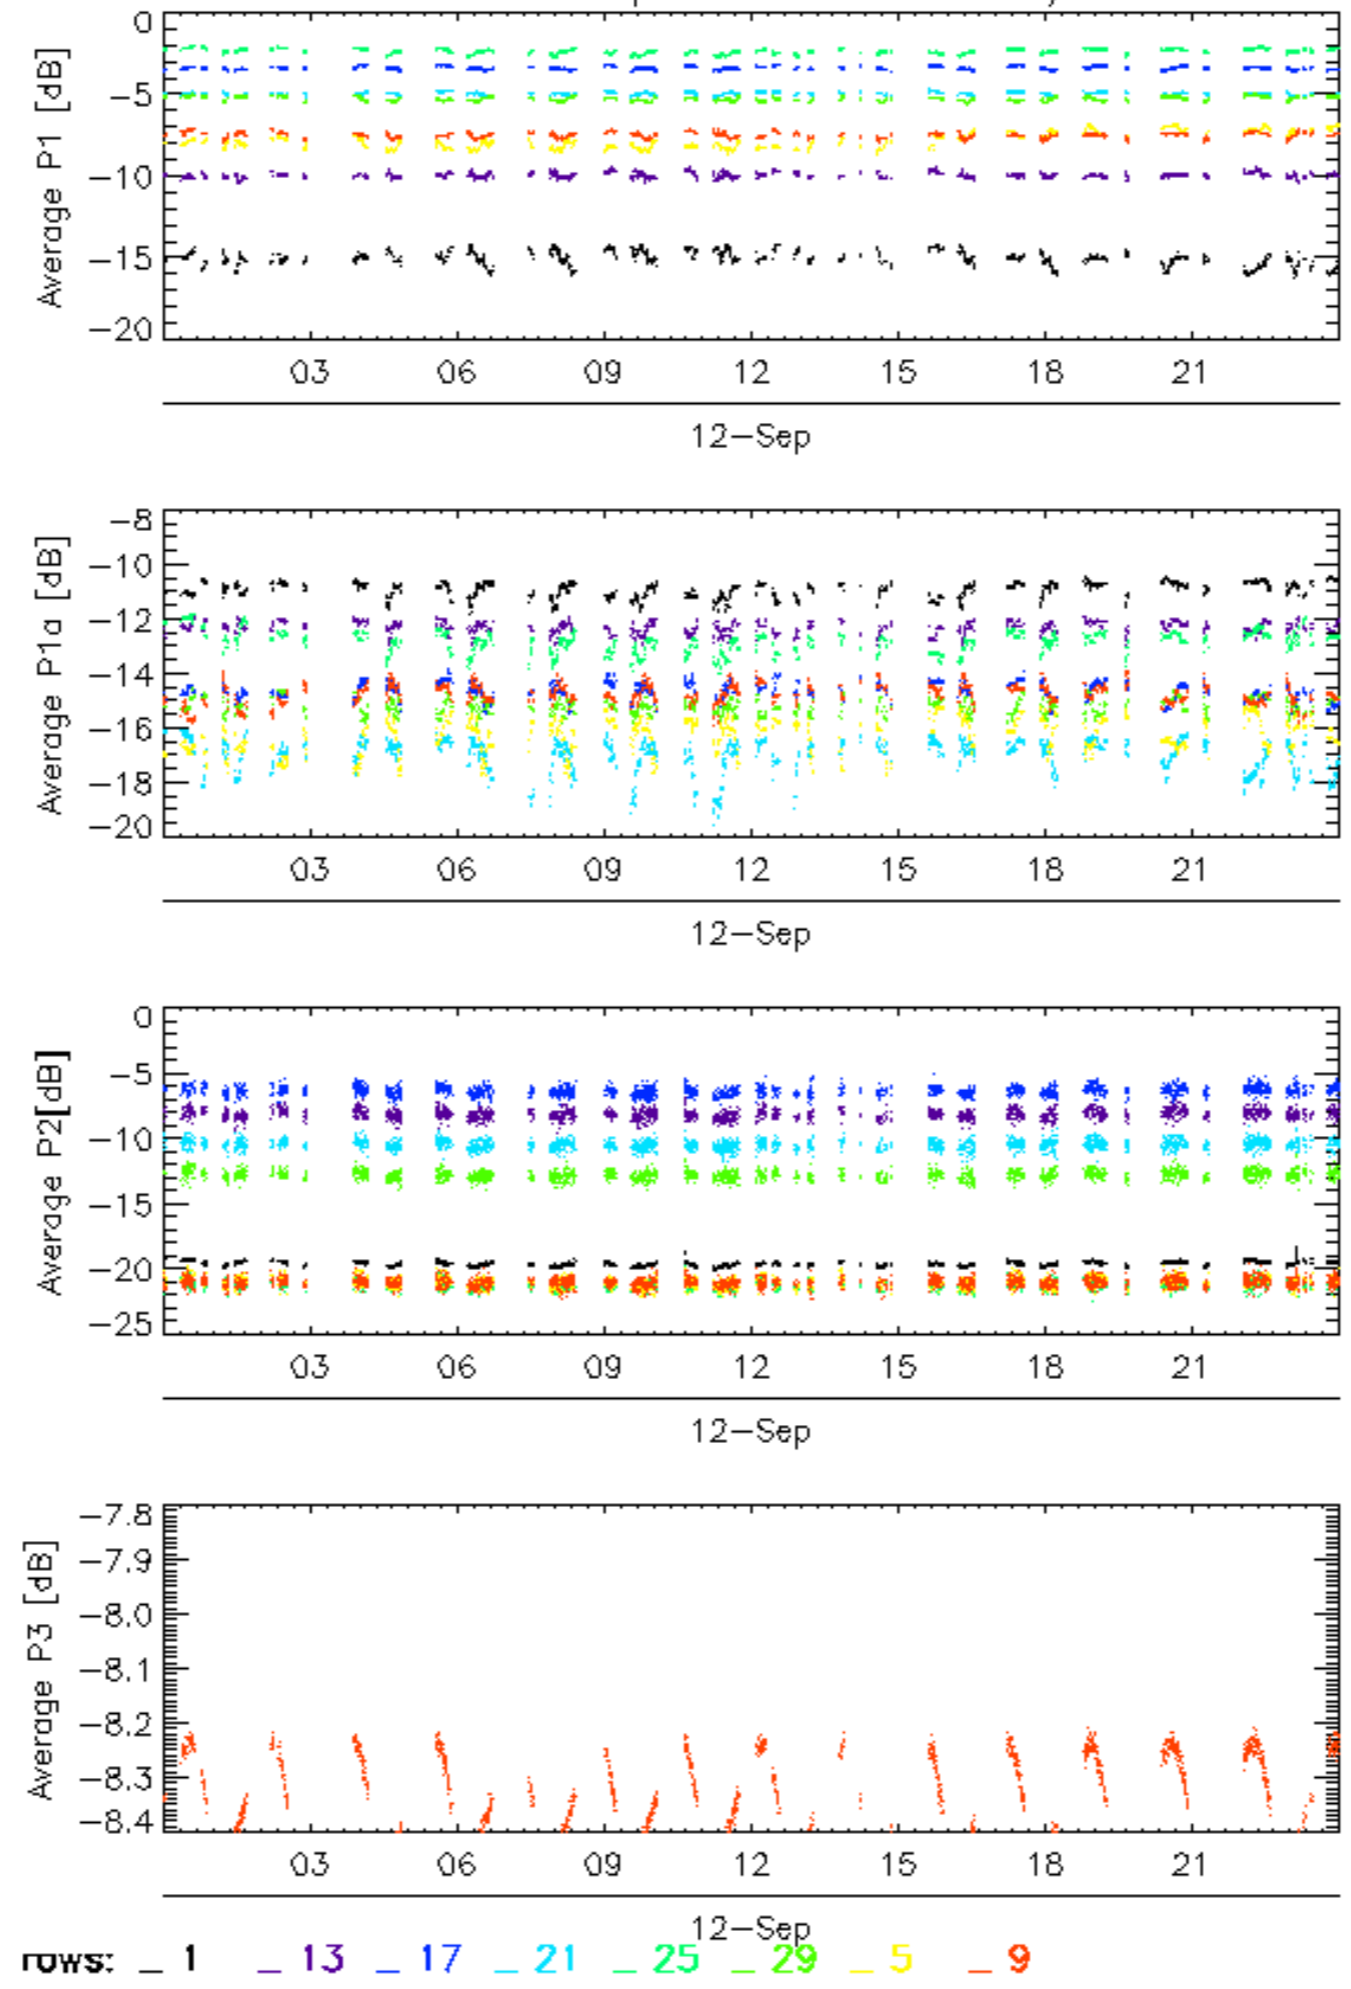 0
−5
−10
−15
−20
Average P1 [dB]
03 06 09 12 15 18 21
12−Sep
−8
−10
−12
−14
−16
−18
−20
Average P1a [dB]
03 06 09 12 15 18 21
12−Sep
0
−5
−10
−15
−20
−25
Average P2[dB]
03 06 09 12 15 18 21
12−Sep
−7.8
−7.9
−8.0
−8.1
−8.2
−8.3
−8.4
Average P3 [dB]
03 06 09 12 15 18 21
12−Sep
rows: _ 1 _ 13 _ 17 _ 21 _ 25 _ 29 _ 5 _ 9